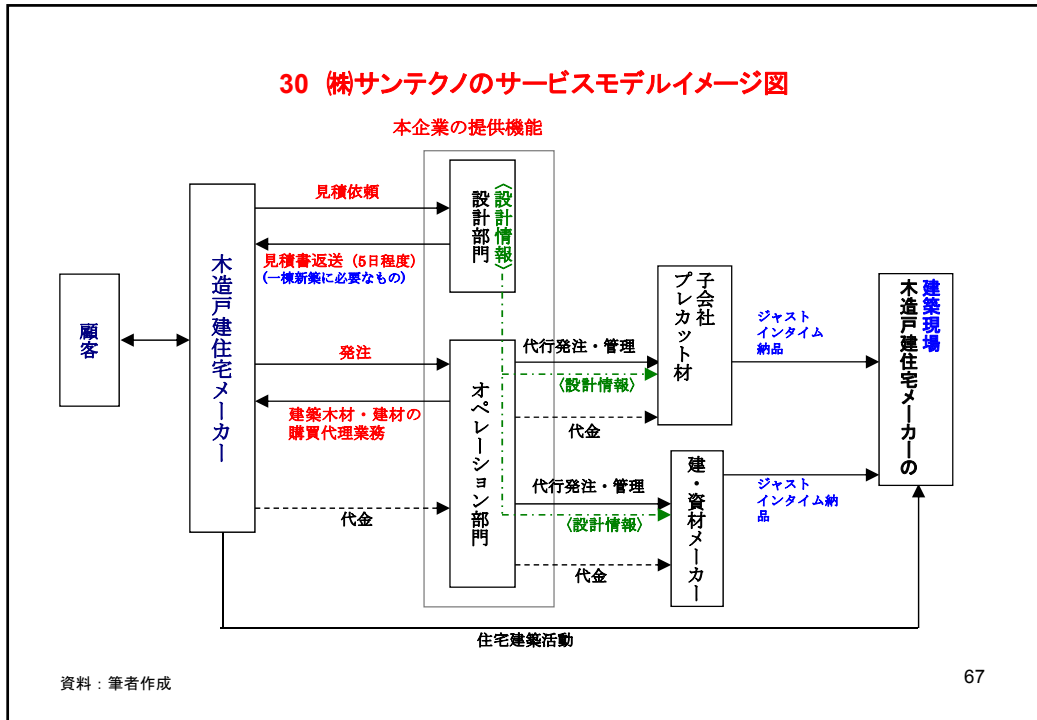 30 ㈱サンテクノのサービスモデルイメージ図
本企業の提供機能
顧客
木造戸建住宅メーカー
見積依頼
見積書返送（5日程度）
(一棟新築に必要なもの)
発注
建築木材・建材の
購買代理業務
代金
設計部門
〈設計情報〉
オペレーション部門
代行発注・管理
〈設計情報〉
代金
代行発注・管理
〈設計情報〉
代金
子会社
プレカット材
建・資材メーカー
ジャスト
インタイム
納品
ジャスト
インタイム納
品
建築現場
木造戸建住宅メーカーの
住宅建築活動
資料：筆者作成
67